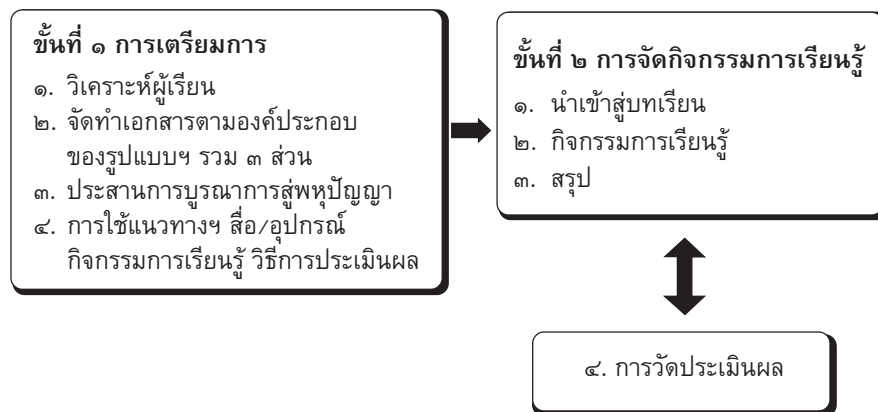 ขั้นที่ ๑ การเตรียมการ
๑. วิเคราะห์ผู้เรียน
๒. จัดทำเอกสารตามองค์ประกอบ
ของรูปแบบฯ รวม ๓ ส่วน
๓. ประสานการบูรณาการสู่พหุปัญญา
๔. การใช้แนวทางฯ สื่อ/อุปกรณ์
กิจกรรมการเรียนรู้ วิธีการประเมินผล
ขั้นที่ ๒ การจัดกิจกรรมการเรียนรู้
๑. นำเข้าสู่บทเรียน
๒. กิจกรรมการเรียนรู้
๓. สรุป
๔. การวัดประเมินผล